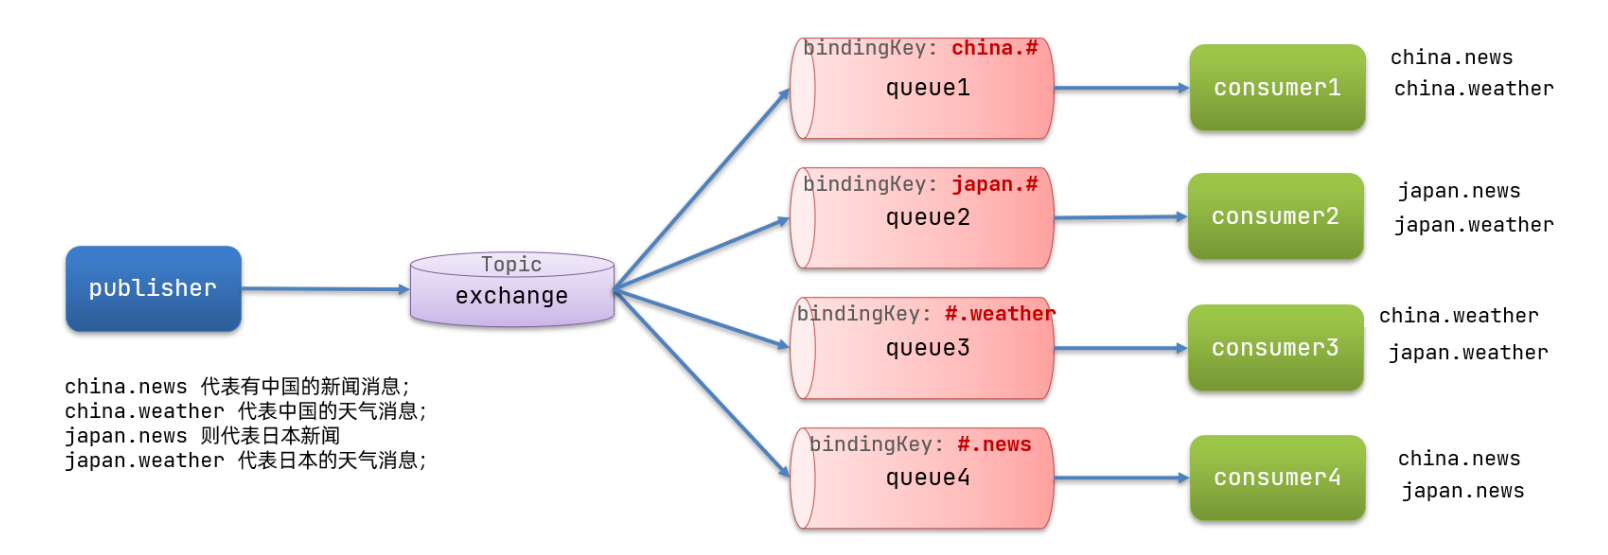 bindingKey: china.#
queue1
consumer1
china.news
china.weather
bindingKey: japan.#
queue2
consumer2
japan.news
japan.weather
publisher
Topic
exchange
bindingKey: #.weather
queue3
consumer3
china.weather
japan.weather
china.news 代表有中国的新闻消息;
china.weather 代表中国的天气消息;
japan.news 则代表日本新闻
japan.weather 代表日本的天气消息;
bindingKey: #.news
queue4
consumer4
china.news
japan.news